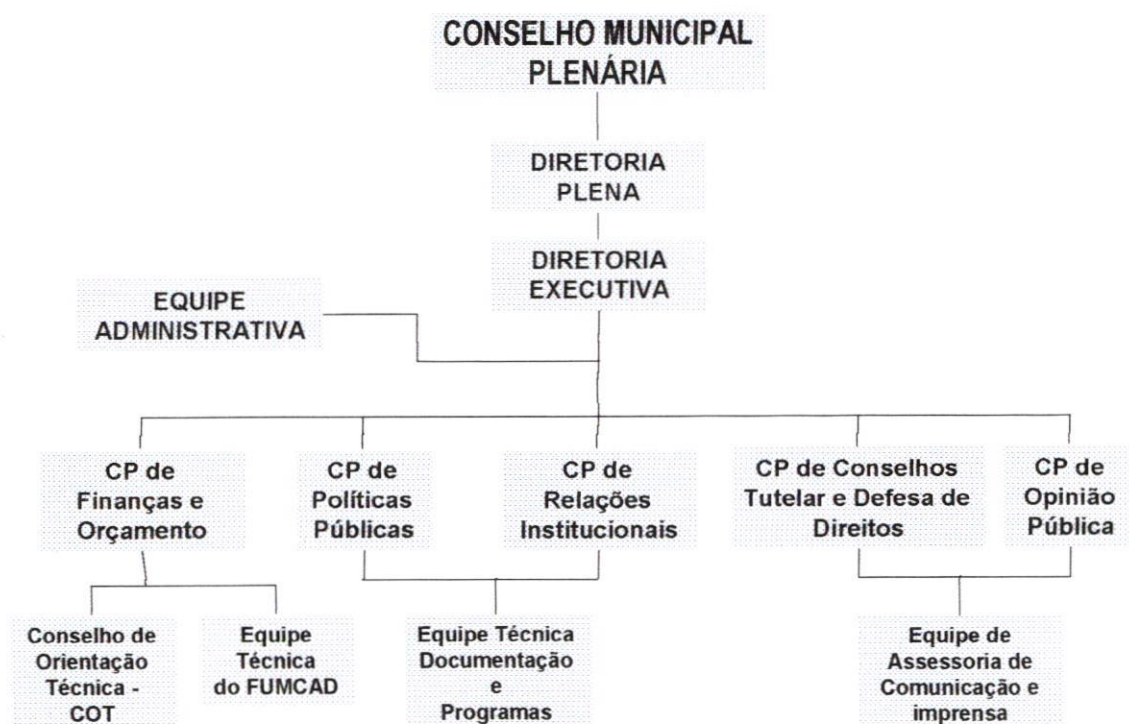 CONSELHO MUNICIPAL
PLENÁRIA
DIRETORIA
PLENA
DIRETORIA
EXECUTIVA
EQUIPE
ADMINISTRATIVA
CP de
Finanças e
Orçamento
CP de
Políticas
Públicas
CP de
Relações
Institucionais
CP de Conselhos
Tutelar e Defesa de
Direitos
CP de
Opinião
Pública
Conselho de
Orientação
Técnica -
COT
Equipe
Técnica
do FUMCAD
Equipe Técnica
Documentação
e
Programas
Equipe de
Assessoria de
Comunicação e
imprensa